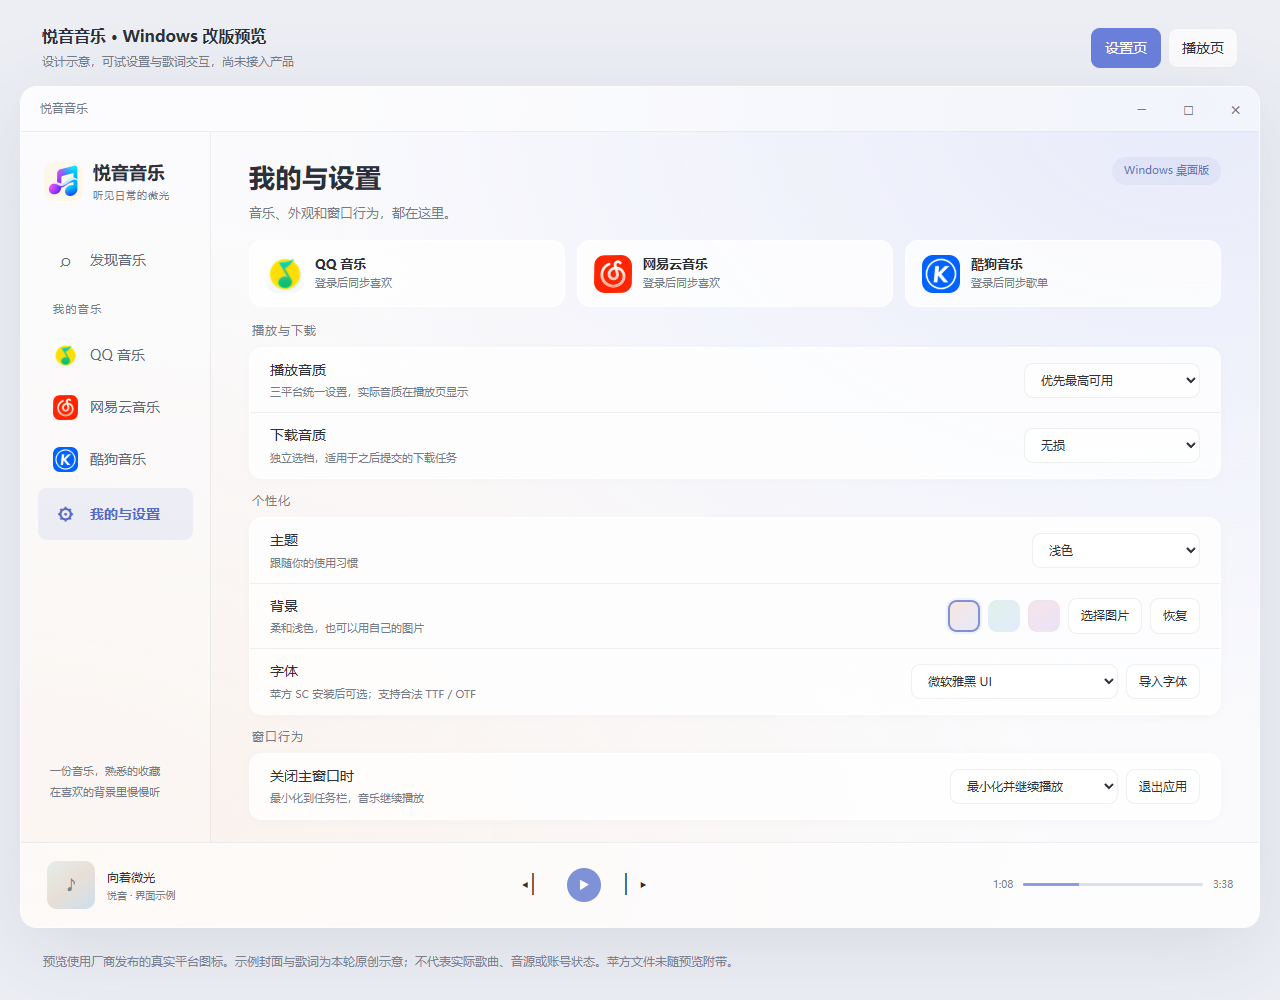 悦音音乐 • Windows 改版预览
设计示意，可试设置与歌词交互，尚未接入产品
设置页
播放页
悦音音乐
悦音音乐
听见日常的微光
发现音乐
我的音乐
QQ 音乐
网易云音乐
酷狗音乐
我的与设置
一份音乐，熟悉的收藏
在喜欢的背景里慢慢听
我的与设置
Windows 桌面版
音乐、外观和窗口行为，都在这里。
QQ 音乐
登录后同步喜欢
网易云音乐
登录后同步喜欢
酷狗音乐
登录后同步歌单
播放与下载
播放音质
三平台统一设置，实际音质在播放页显示
优先最高可用
下载音质
独立选档，适用于之后提交的下载任务
无损
个性化
主题
跟随你的使用习惯
浅色
背景
柔和浅色，也可以用自己的图片
选择图片
恢复
字体
苹方 SC 安装后可选；支持合法 TTF / OTF
微软雅黑 UI
导入字体
窗口行为
关闭主窗口时
最小化到任务栏，音乐继续播放
最小化并继续播放
退出应用
向着微光
悦音 · 界面示例
1:08
3:38
预览使用厂商发布的真实平台图标。示例封面与歌词为本轮原创示意；不代表实际歌曲、音源或账号状态。苹方文件未随预览附带。